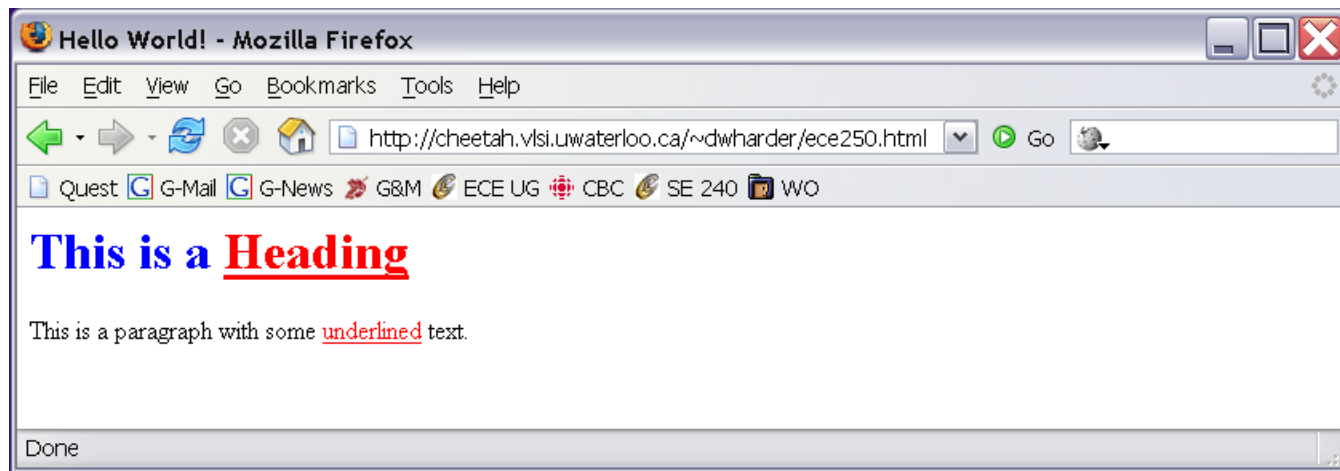 Hello World! - Mozilla Firefox
File Edit View Go Bookmarks Tools Help
http://cheetah.vlsi.uwaterloo.ca/~dwharder/ece250.html Go
Quest G G-Mail G G-News G&M ECE UG CBC SE 240 WO
This is a Heading
This is a paragraph with some underlined text.
Done